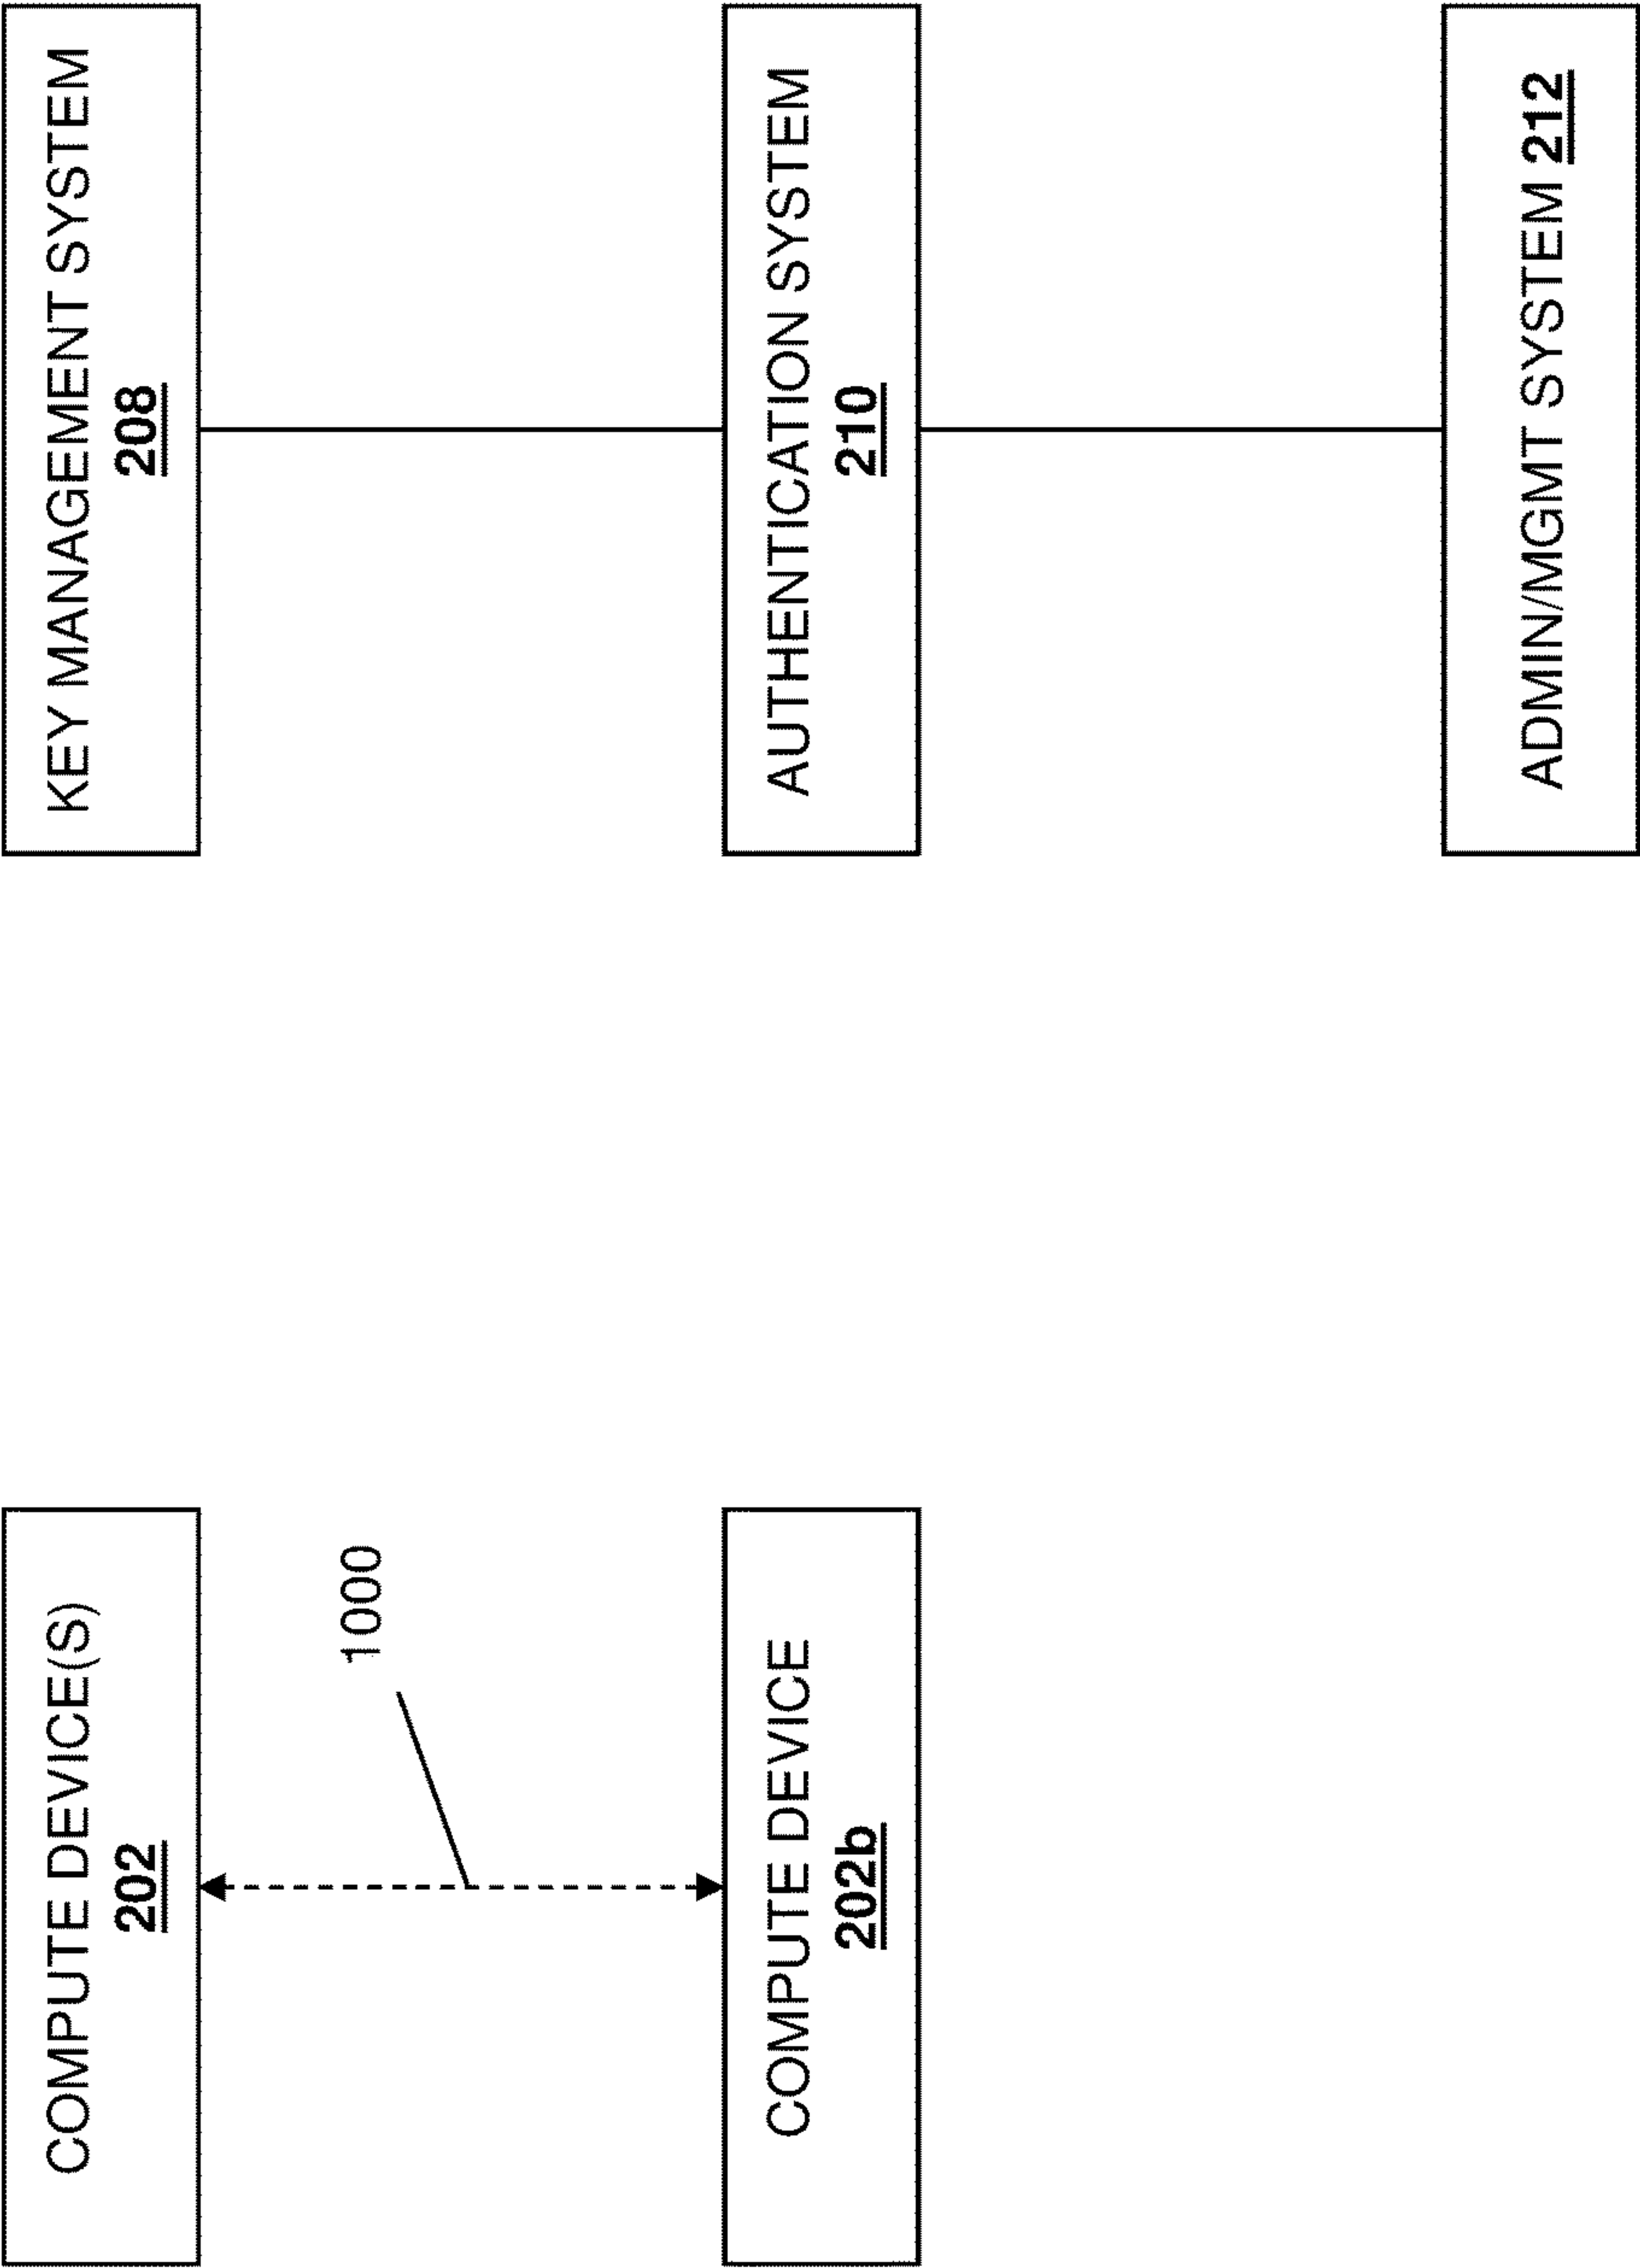 COMPUTE DEVICE(S)
202
KEY MANAGEMENT SYSTEM
208
1000
COMPUTE DEVICE
202b
AUTHENTICATION SYSTEM
210
ADMIN/MGMT SYSTEM 212